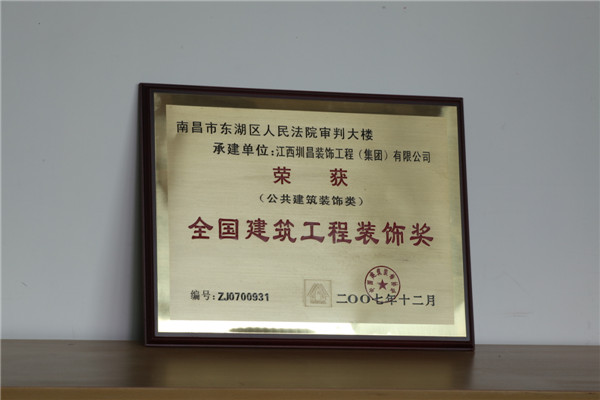 南昌市东湖区人民法院审判大楼
承建单位:江西圳昌装饰工程(集团)有限公司
荣获
(公共建筑装饰类)
全国建筑工程装饰奖
编号:ZJ0700931
二〇〇七年十二月